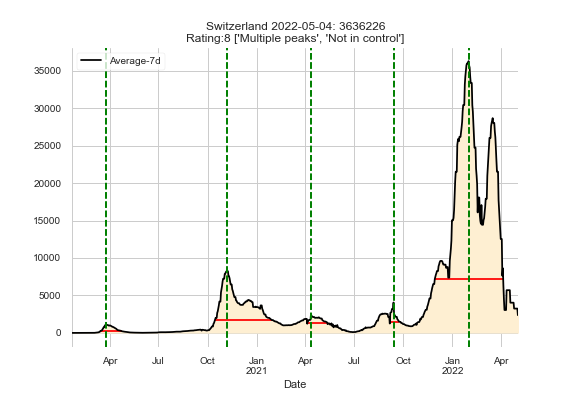 Switzerland 2022-05-04: 3636226
Rating:8 ['Multiple peaks', 'Not in control']
Average-7d
35000
30000
25000
20000
15000
10000
5000
0
Apr Jul Oct Jan Apr Jul Oct Jan Apr
2021 2022
Date